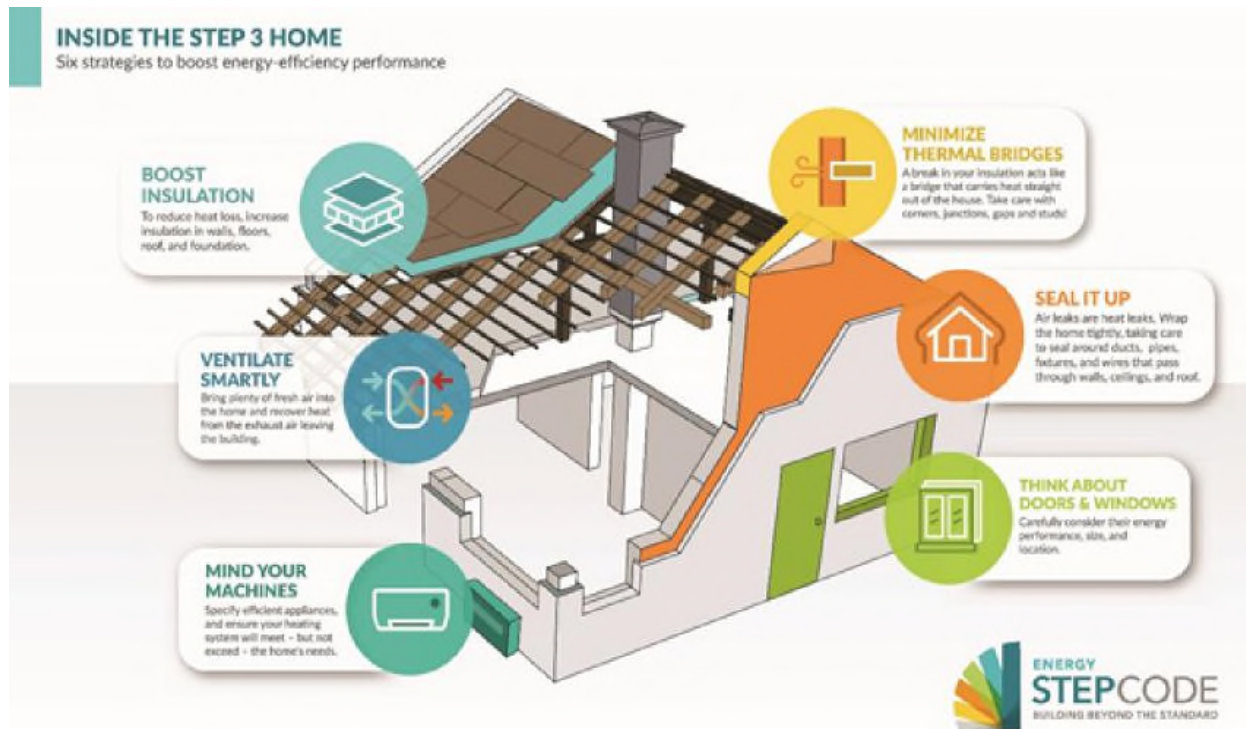 INSIDE THE STEP 3 HOME
Six strategies to boost energy-efficiency performance
BOOST
INSULATION
To reduce heat loss, increase
insulation in walls, floors,
roof, and foundation.
VENTILATE
SMARTLY
Bring plenty of fresh air into
the home and recover heat
from the exhaust air leaving
the building.
MIND YOUR
MACHINES
Specify efficient appliances,
and ensure your heating
system will meet – but not
exceed – the home's needs.
MINIMIZE
THERMAL BRIDGES
A break in your insulation acts like
a bridge that carries heat straight
out of the house. Take care with
corners, junctions, gaps and studs!
SEAL IT UP
Air leaks are heat leaks. Wrap
the home tightly, taking care
to seal around ducts, pipes,
fixtures, and wires that pass
through walls, ceilings, and roof.
THINK ABOUT
DOORS & WINDOWS
Carefully consider their energy
performance, size, and
location.
ENERGY
STEPCODE
BUILDING BEYOND THE STANDARD